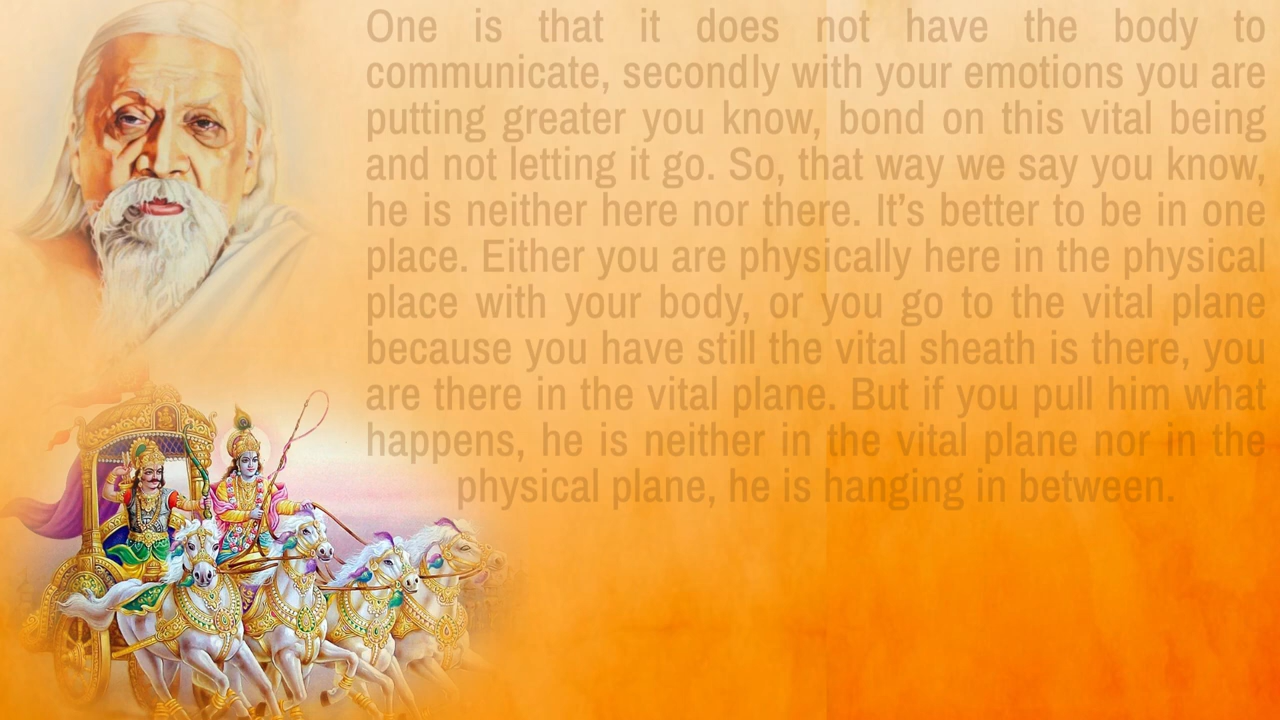 One is that it does not have the body to
communicate, secondly with your emotions you are
putting greater you know, bond on this vital being
and not letting it go. So, that way we say you know,
he is neither here nor there. It’s better to be in one
place. Either you are physically here in the physical
place with your body, or you go to the vital plane
because you have still the vital sheath is there, you
are there in the vital plane. But if you pull him what
happens, he is neither in the vital plane nor in the
physical plane, he is hanging in between.